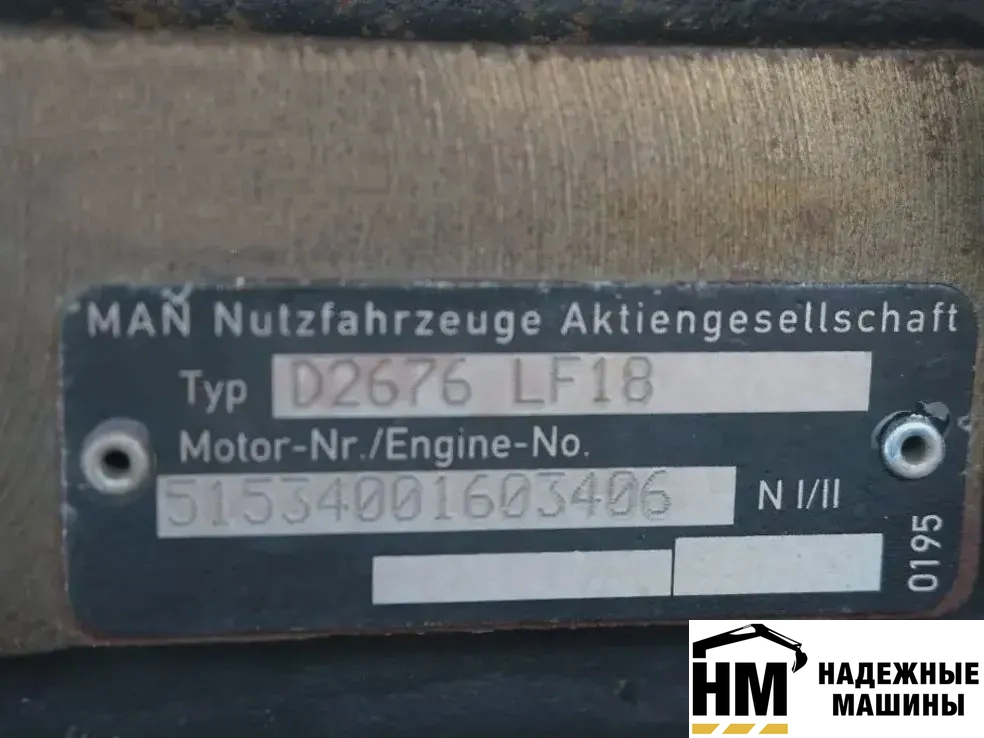 MAN Nutzfahrzeuge Aktiengesellschaft
Typ D2676 LF18
Motor-Nr./Engine-No.
51534001603406 N I/II
0195
НМ НАДЕЖНЫЕ
МАШИНЫ